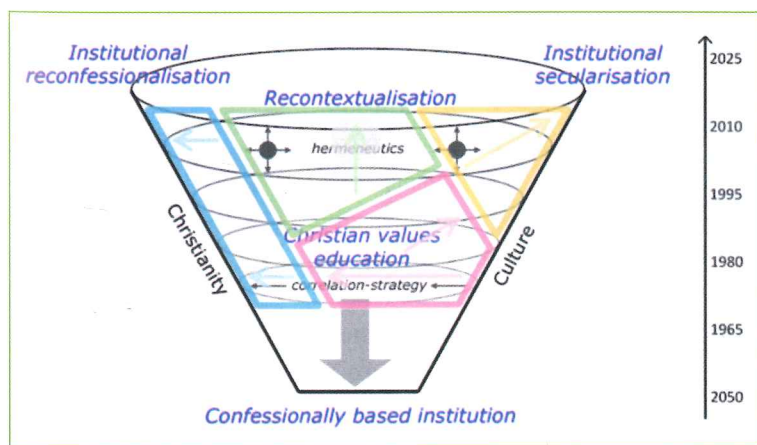 Institutional
reconfessionalisation
Institutional
secularisation
Recontextualisation
hermeneutics
Christian values
education
correlation-strategy
Christianity
Culture
Confessionally based institution
2025
2010
1995
1980
1965
2050